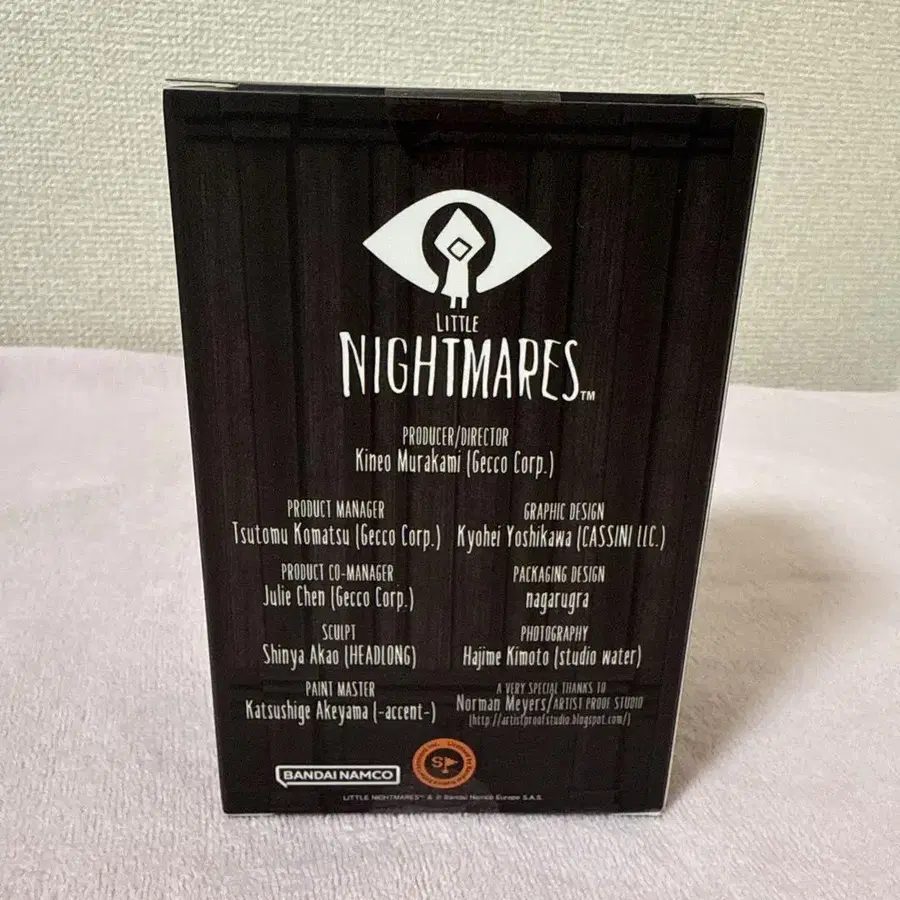 LITTLE
NIGHTMARES™
PRODUCER/DIRECTOR
Kineo Murakami (Gecco Corp.)
PRODUCT MANAGER
Tsutomu Komatsu (Gecco Corp.)
GRAPHIC DESIGN
Kyohei Yoshikawa (CASSINI LLC.)
PRODUCT CO-MANAGER
Julie Chen (Gecco Corp.)
PACKAGING DESIGN
nagarugra
SCULPT
Shinya Akao (HEADLONG)
PHOTOGRAPHY
Hajime Kimoto (studio water)
PAINT MASTER
Katsushige Akeyama (-accent-)
A VERY SPECIAL THANKS TO
Norman Meyers/ARTIST PROOF STUDIO
(http://artistproofstudio.blogspot.com/)
BANDAI NAMCO
LITTLE NIGHTMARES™ & © Bandai Namco Europe S.A.S.